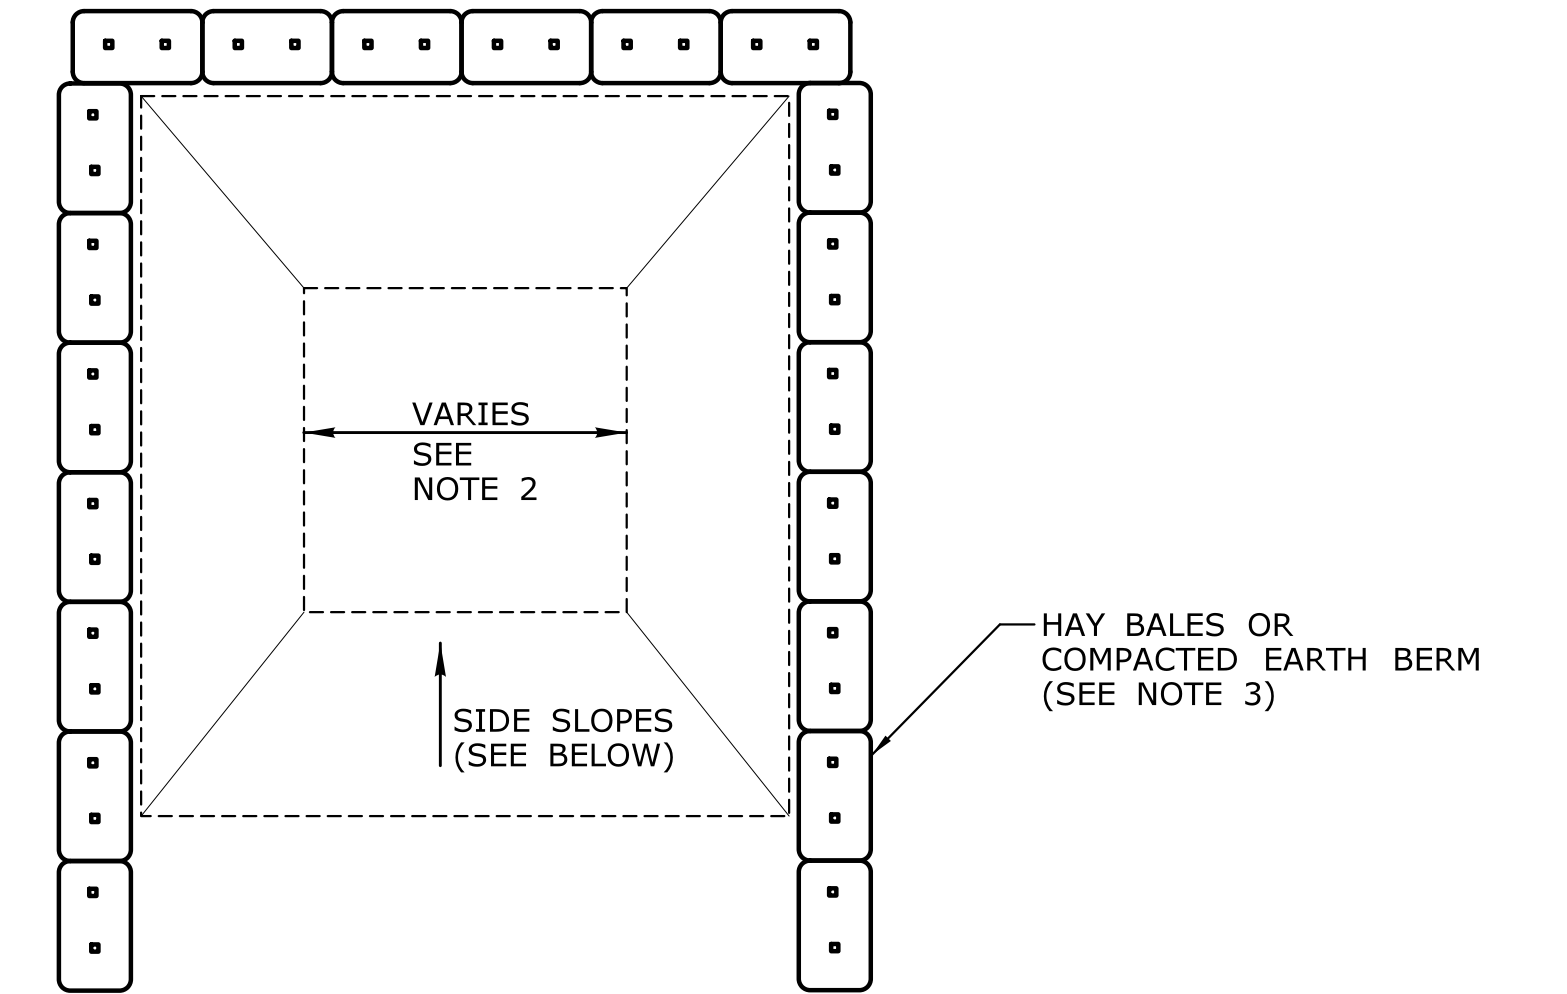 VARIES
SEE
NOTE 2
SIDE SLOPES
(SEE BELOW)
HAY BALES OR
COMPACTED EARTH BERM
(SEE NOTE 3)